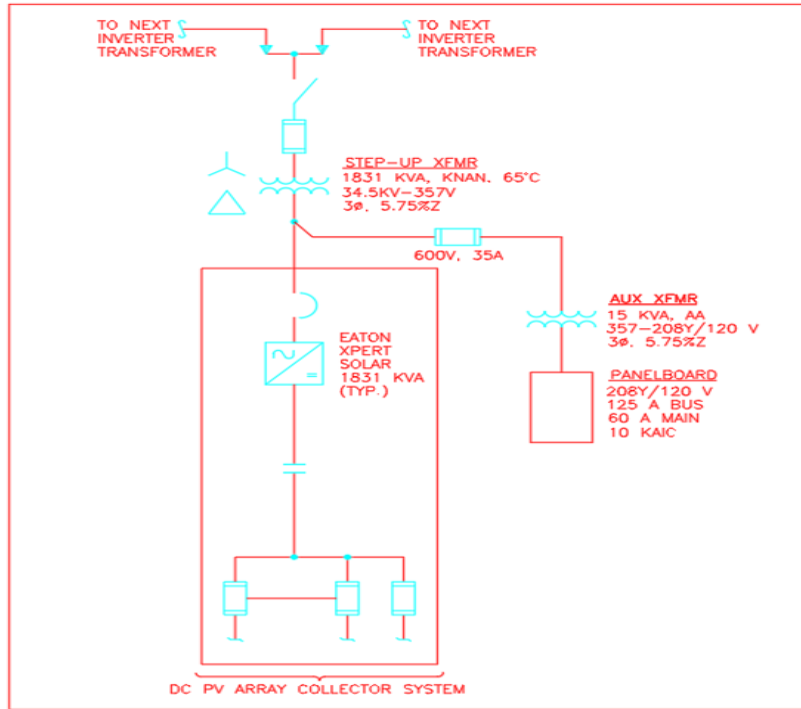 TO NEXT
INVERTER
TRANSFORMER
TO NEXT
INVERTER
TRANSFORMER
STEP-UP XFMR
1831 KVA, KNAN, 65°C
34.5KV-357V
3ø, 5.75%Z
600V, 35A
AUX XFMR
15 KVA, AA
357-208Y/120 V
3ø, 5.75%Z
EATON
XPERT
SOLAR
1831 KVA
(TYP.)
PANELBOARD
208Y/120 V
125 A BUS
60 A MAIN
10 KAIC
DC PV ARRAY COLLECTOR SYSTEM